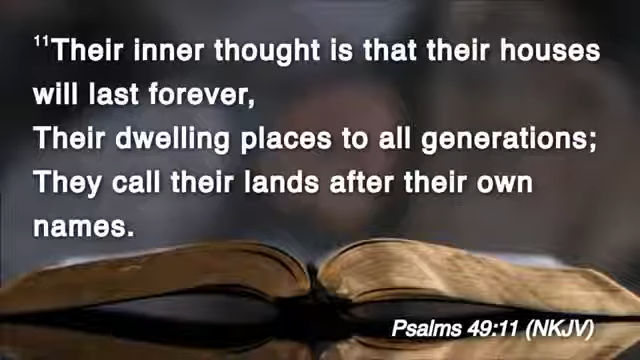 11Their inner thought is that their houses
will last forever,
Their dwelling places to all generations;
They call their lands after their own
names.
Psalms 49:11 (NKJV)